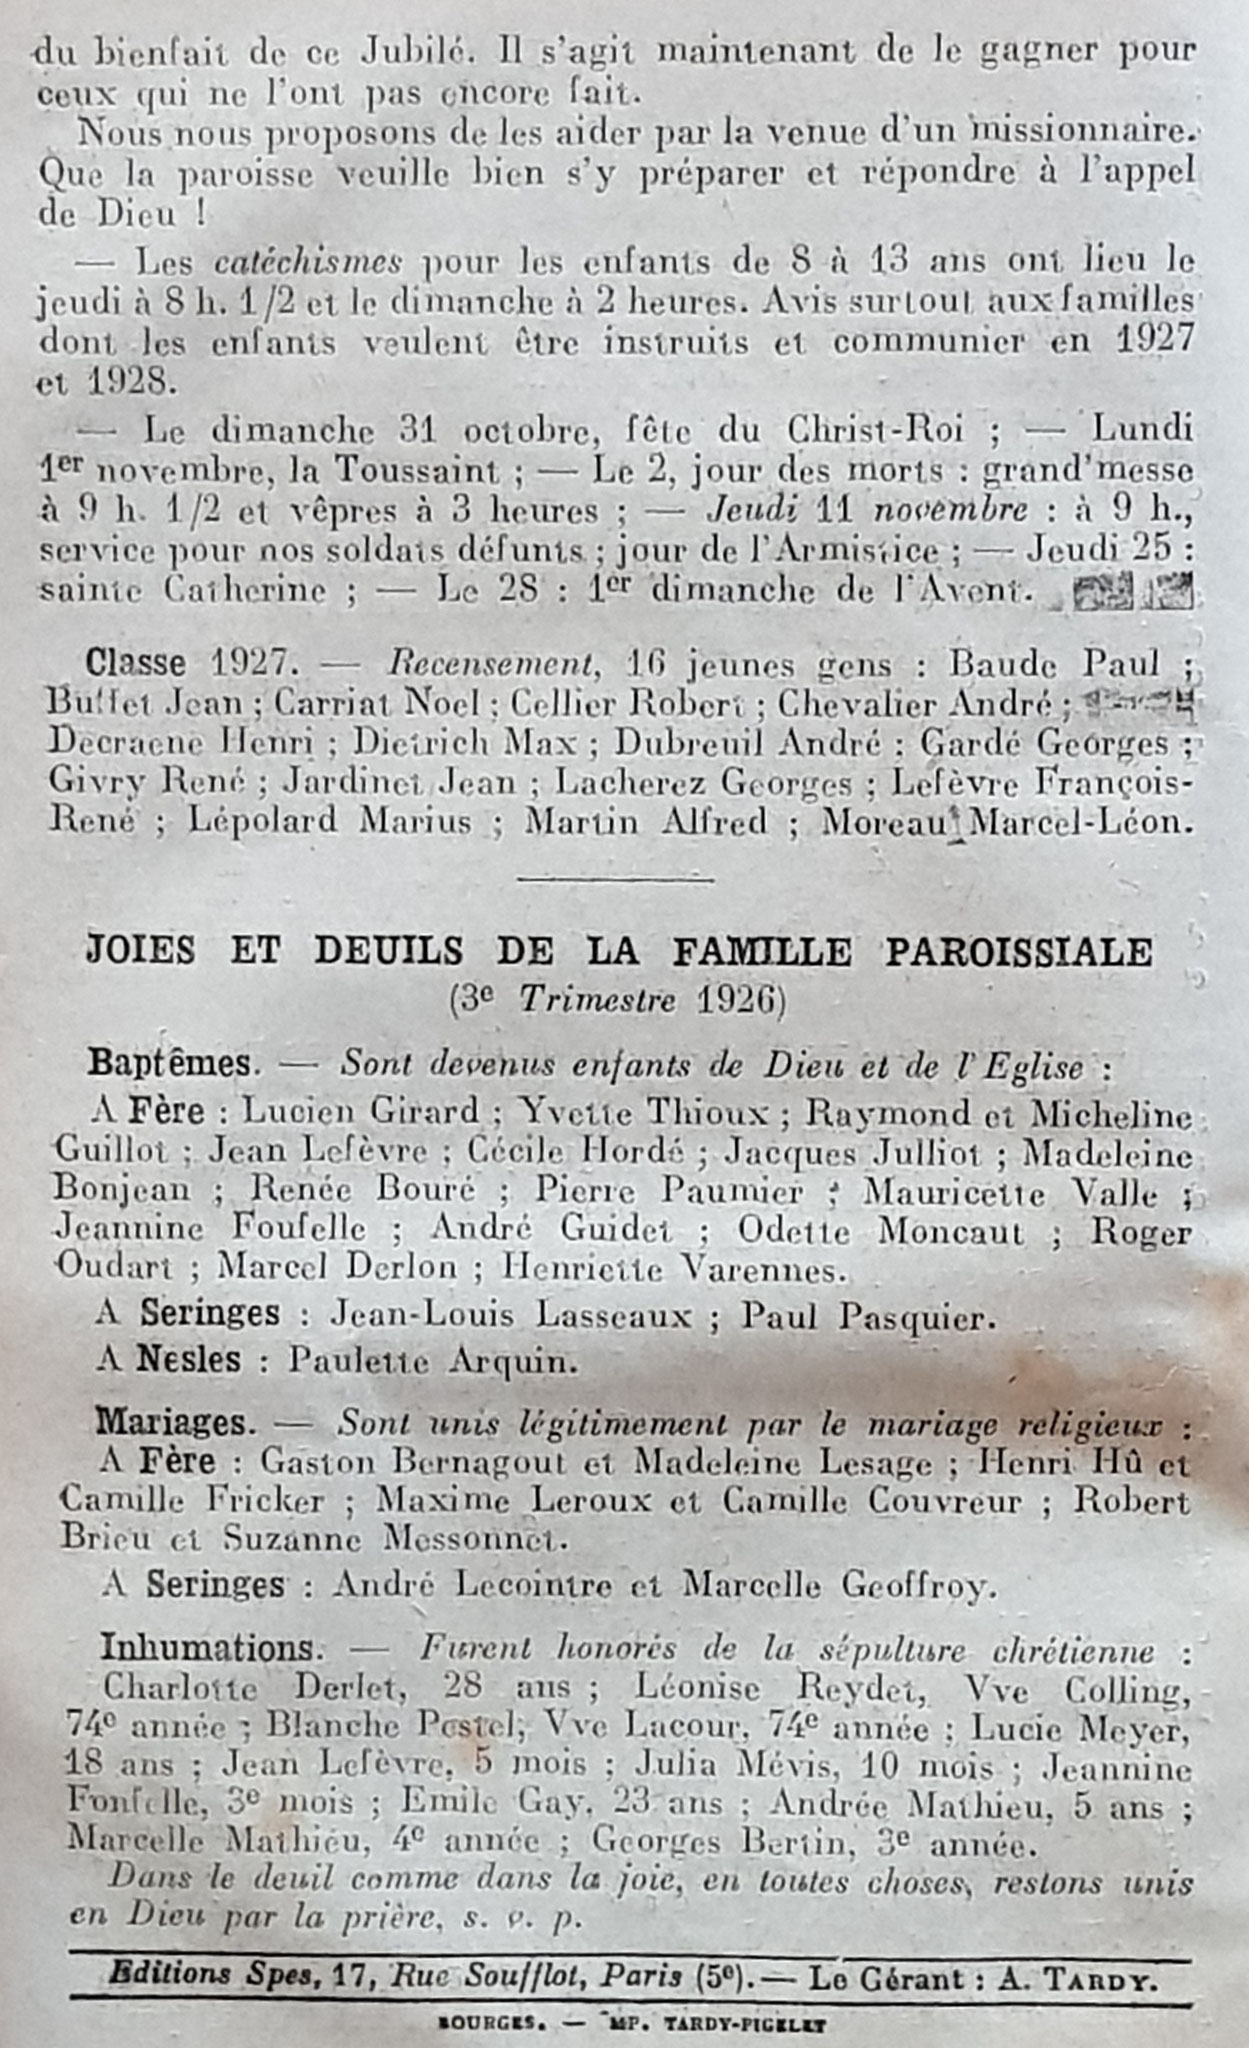 du bienfait de ce Jubilé. Il s'agit maintenant de le gagner pour
ceux qui ne l'ont pas encore fait.
Nous nous proposons de les aider par la venue d'un missionnaire.
Que la paroisse veuille bien s'y préparer et répondre à l'appel
de Dieu !
— Les catéchismes pour les enfants de 8 à 13 ans ont lieu le
jeudi à 8 h. 1/2 et le dimanche à 2 heures. Avis surtout aux familles
dont les enfants veulent être instruits et communier en 1927
et 1928.
— Le dimanche 31 octobre, fête du Christ-Roi ; — Lundi
1er novembre, la Toussaint ; — Le 2, jour des morts : grand'messe
à 9 h. 1/2 et vêpres à 3 heures ; — Jeudi 11 novembre : à 9 h.,
service pour nos soldats défunts ; jour de l'Armistice ; — Jeudi 25 :
sainte Catherine ; — Le 28 : 1er dimanche de l'Avent.
Classe 1927. — Recensement, 16 jeunes gens : Baude Paul ;
Buffet Jean ; Carriat Noel ; Cellier Robert ; Chevalier André ;
Decraene Henri ; Dietrich Max ; Dubreuil André ; Gardé Georges ;
Givry René ; Jardinet Jean ; Lacherez Georges ; Lefèvre François-
René ; Lépolard Marius ; Martin Alfred ; Moreau Marcel-Léon.
JOIES ET DEUILS DE LA FAMILLE PAROISSIALE
(3e Trimestre 1926)
Baptêmes. — Sont devenus enfants de Dieu et de l'Eglise :
A Fère : Lucien Girard ; Yvette Thioux ; Raymond et Micheline
Guillot ; Jean Lefèvre ; Cécile Hordé ; Jacques Julliot ; Madeleine
Bonjean ; Renée Bouré ; Pierre Paumier ; Mauricette Valle ;
Jeannine Foufelle ; André Guidet ; Odette Moncaut ; Roger
Oudart ; Marcel Derlon ; Henriette Varennes.
A Seringes : Jean-Louis Lasseaux ; Paul Pasquier.
A Nesles : Paulette Arquin.
Mariages. — Sont unis légitimement par le mariage religieux :
A Fère : Gaston Bernagout et Madeleine Lesage ; Henri Hû et
Camille Fricker ; Maxime Leroux et Camille Couvreur ; Robert
Brieu et Suzanne Messonnet.
A Seringes : André Lecointre et Marcelle Geoffroy.
Inhumations. — Furent honorés de la sépulture chrétienne :
Charlotte Derlet, 28 ans ; Léonise Reydet, Vve Colling,
74e année ; Blanche Postel, Vve Lacour, 74e année ; Lucie Meyer,
18 ans ; Jean Lefèvre, 5 mois ; Julia Mévis, 10 mois ; Jeannine
Fonfelle, 3e mois ; Emile Gay, 23 ans ; Andrée Mathieu, 5 ans ;
Marcelle Mathieu, 4e année ; Georges Bertin, 3e année.
Dans le deuil comme dans la joie, en toutes choses, restons unis
en Dieu par la prière, s. v. p.
Editions Spes, 17, Rue Soufflot, Paris (5e). — Le Gérant : A. TARDY.
BOURGES. — IMP. TARDY-PIGELET